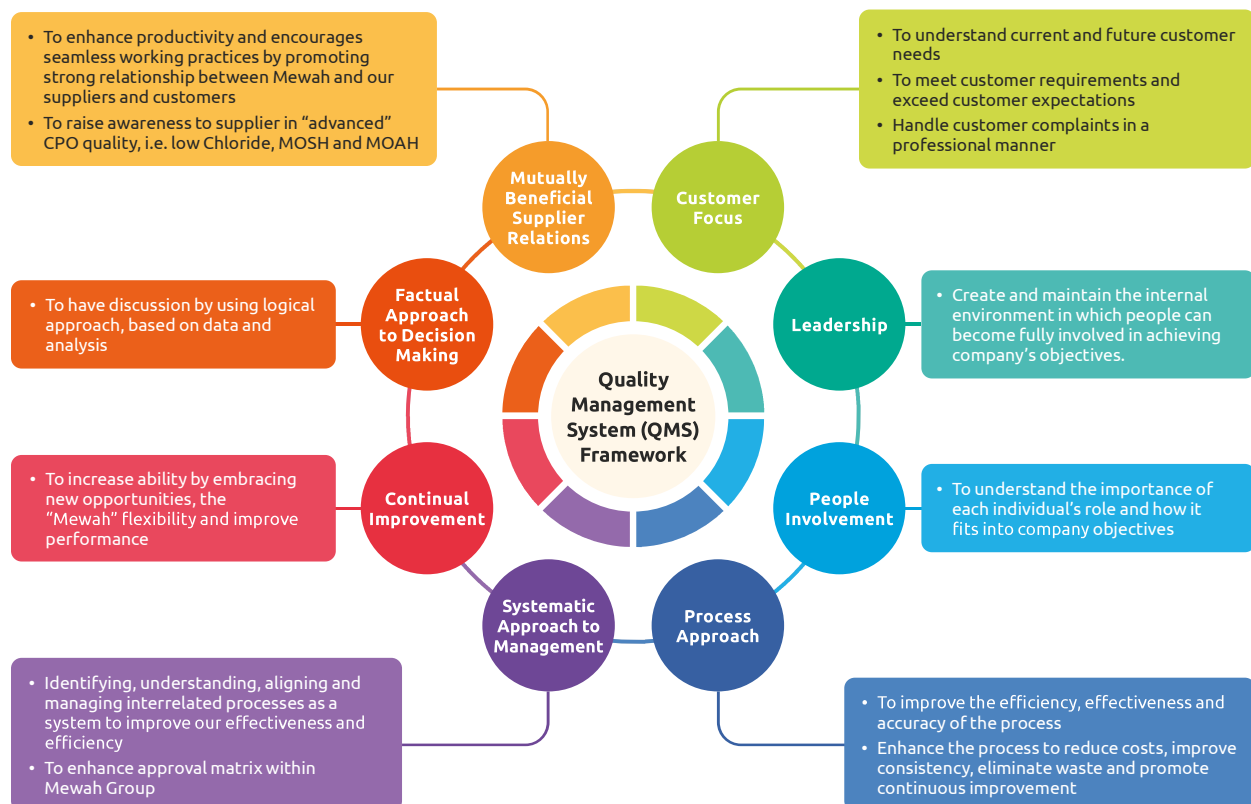 • To enhance productivity and encourages
seamless working practices by promoting
strong relationship between Mewah and our
suppliers and customers
• To raise awareness to supplier in “advanced”
CPO quality, i.e. low Chloride, MOSH and MOAH
• To understand current and future customer
needs
• To meet customer requirements and
exceed customer expectations
• Handle customer complaints in a
professional manner
Mutually
Beneficial
Supplier
Relations
Customer
Focus
• To have discussion by using logical
approach, based on data and
analysis
Factual
Approach
to Decision
Making
Leadership
• Create and maintain the internal
environment in which people can
become fully involved in achieving
company’s objectives.
Quality
Management
System (QMS)
Framework
• To increase ability by embracing
new opportunities, the
“Mewah” flexibility and improve
performance
Continual
Improvement
People
Involvement
• To understand the importance of
each individual’s role and how it
fits into company objectives
Systematic
Approach to
Management
Process
Approach
• Identifying, understanding, aligning and
managing interrelated processes as a
system to improve our effectiveness and
efficiency
• To enhance approval matrix within
Mewah Group
• To improve the efficiency, effectiveness and
accuracy of the process
• Enhance the process to reduce costs, improve
consistency, eliminate waste and promote
continuous improvement